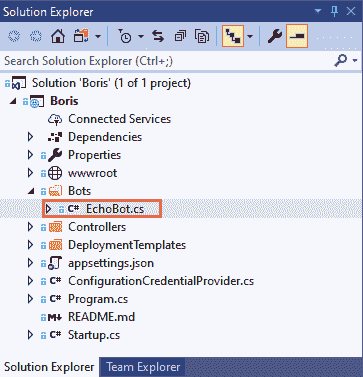 Solution Explorer
Search Solution Explorer (Ctrl+;)
Solution 'Boris' (1 of 1 project)
Boris
Connected Services
Dependencies
Properties
wwwroot
Bots
C# EchoBot.cs
Controllers
DeploymentTemplates
appsettings.json
C# ConfigurationCredentialProvider.cs
C# Program.cs
README.md
C# Startup.cs
Solution Explorer Team Explorer